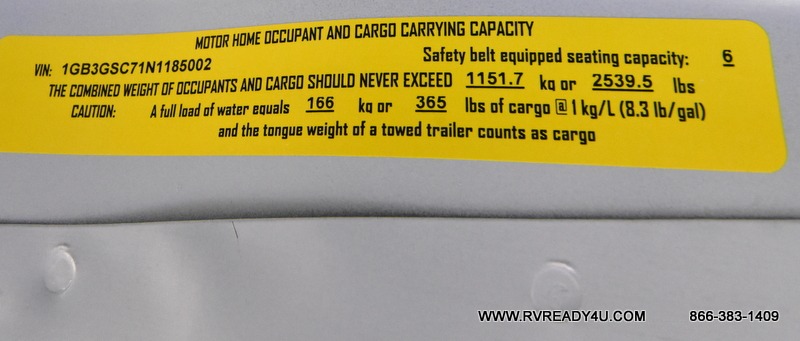 MOTOR HOME OCCUPANT AND CARGO CARRYING CAPACITY
VIN: 1GB3GSC71N1185002 Safety belt equipped seating capacity: 6
THE COMBINED WEIGHT OF OCCUPANTS AND CARGO SHOULD NEVER EXCEED 1151.7 kg or 2539.5 lbs
CAUTION: A full load of water equals 166 kg or 365 lbs of cargo @ 1 kg/L (8.3 lb/gal)
and the tongue weight of a towed trailer counts as cargo
WWW.RVREADY4U.COM 866-383-1409